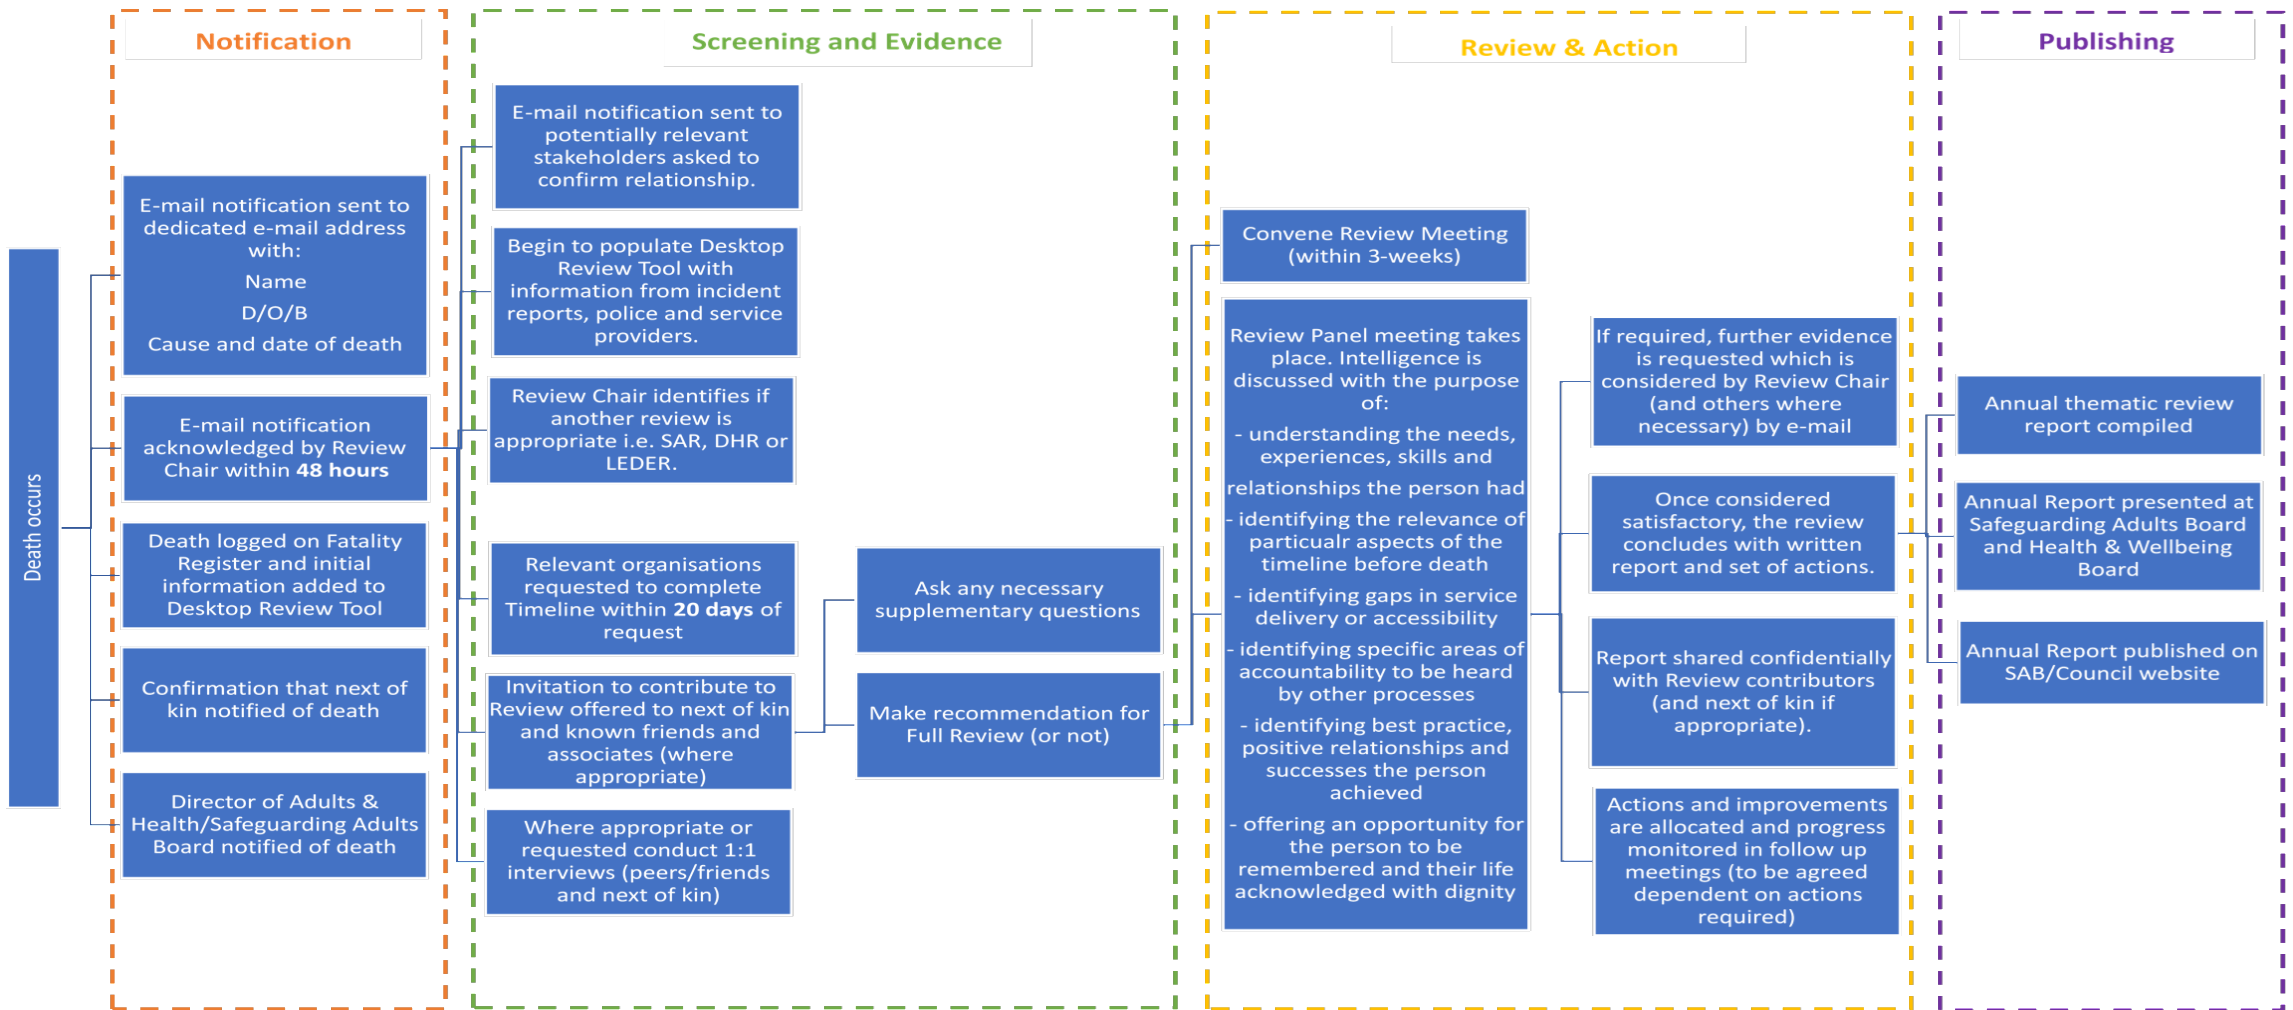 Death occurs
Notification
E-mail notification sent to
dedicated e-mail address
with:
Name
D/O/B
Cause and date of death
E-mail notification
acknowledged by Review
Chair within 48 hours
Death logged on Fatality
Register and initial
information added to
Desktop Review Tool
Confirmation that next of
kin notified of death
Director of Adults &
Health/Safeguarding Adults
Board notified of death
Screening and Evidence
E-mail notification sent to
potentially relevant
stakeholders asked to
confirm relationship.
Begin to populate Desktop
Review Tool with
information from incident
reports, police and service
providers.
Review Chair identifies if
another review is
appropriate i.e. SAR, DHR or
LEDER.
Relevant organisations
requested to complete
Timeline within 20 days of
request
Invitation to contribute to
Review offered to next of kin
and known friends and
associates (where
appropriate)
Where appropriate or
requested conduct 1:1
interviews (peers/friends
and next of kin)
Ask any necessary
supplementary questions
Make recommendation for
Full Review (or not)
Review & Action
Convene Review Meeting
(within 3-weeks)
Review Panel meeting takes
place. Intelligence is
discussed with the purpose
of:
- understanding the needs,
experiences, skills and
relationships the person had
- identifying the relevance of
particualr aspects of the
timeline before death
- identifying gaps in service
delivery or accessibility
- identifying specific areas of
accountability to be heard
by other processes
- identifying best practice,
positive relationships and
successes the person
achieved
- offering an opportunity for
the person to be
remembered and their life
acknowledged with dignity
If required, further evidence
is requested which is
considered by Review Chair
(and others where
necessary) by e-mail
Once considered
satisfactory, the review
concludes with written
report and set of actions.
Report shared confidentially
with Review contributors
(and next of kin if
appropriate).
Actions and improvements
are allocated and progress
monitored in follow up
meetings (to be agreed
dependent on actions
required)
Publishing
Annual thematic review
report compiled
Annual Report presented at
Safeguarding Adults Board
and Health & Wellbeing
Board
Annual Report published on
SAB/Council website